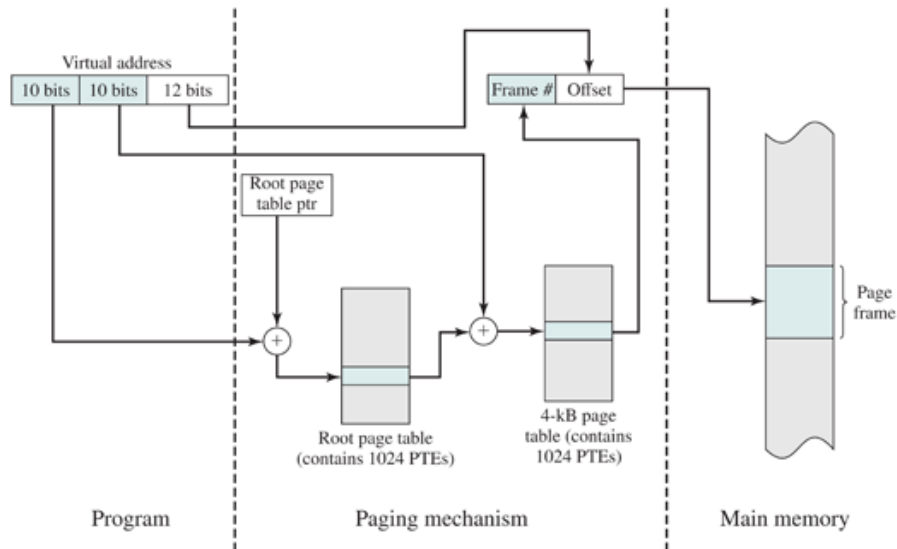 Virtual address
10 bits 10 bits 12 bits
Frame # Offset
Root page
table ptr
+
+
Page
frame
Root page table
(contains 1024 PTEs)
4-kB page
table (contains
1024 PTEs)
Program
Paging mechanism
Main memory